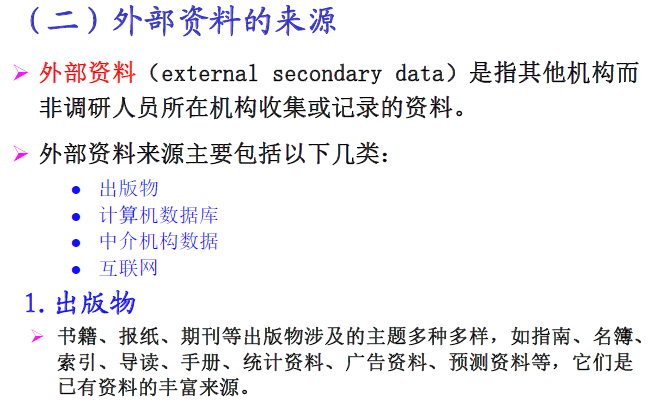 （二）外部资料的来源
外部资料（external secondary data）是指其他机构而
非调研人员所在机构收集或记录的资料。
外部资料来源主要包括以下几类：
出版物
计算机数据库
中介机构数据
互联网
1.出版物
书籍、报纸、期刊等出版物涉及的主题多种多样，如指南、名簿、
索引、导读、手册、统计资料、广告资料、预测资料等，它们是
已有资料的丰富来源。